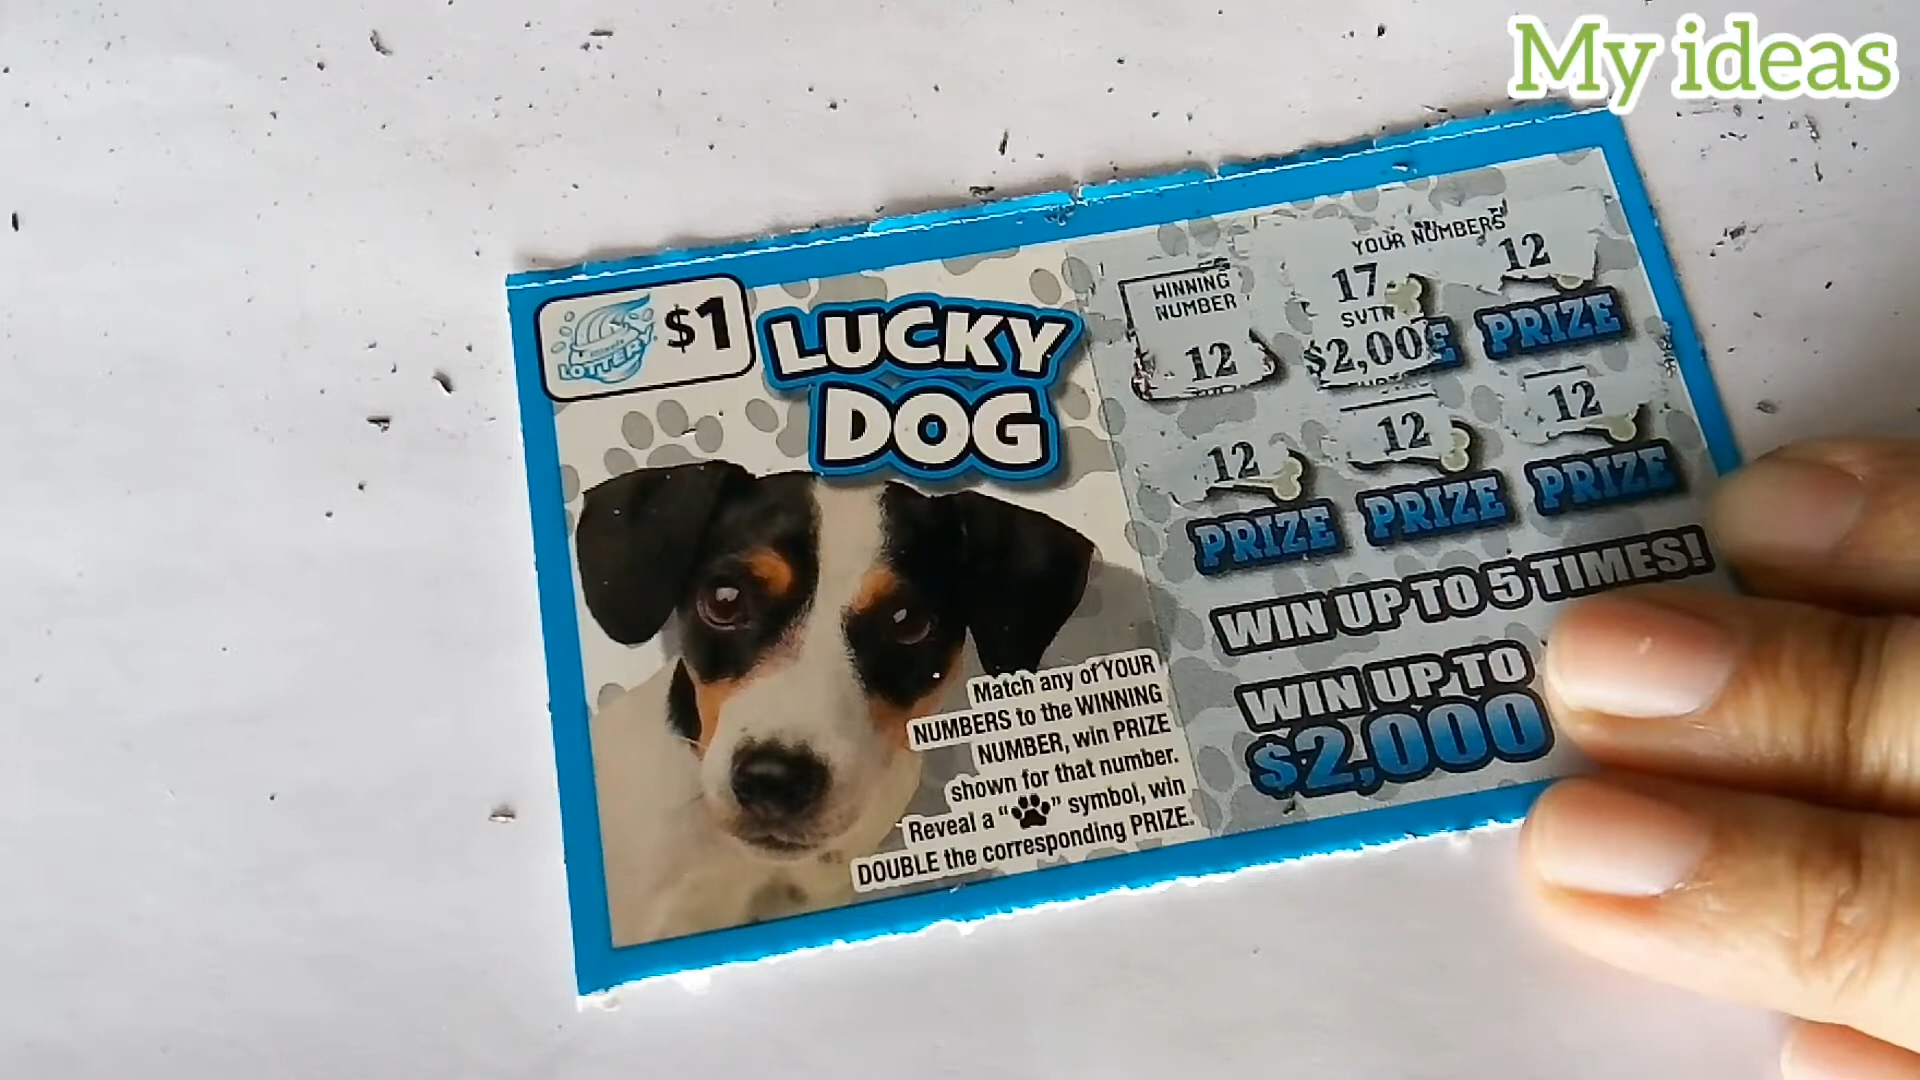 My ideas
$1
LOTTERY
LUCKY
DOG
Match any of YOUR
NUMBERS to the WINNING
NUMBER, win PRIZE
shown for that number.
Reveal a “ ” symbol, win
DOUBLE the corresponding PRIZE.
WINNING
NUMBER
12
YOUR NUMBERS
17
SVTN
$2,00
12
PRIZE
12
12
12
PRIZE
PRIZE
PRIZE
WIN UP TO 5 TIMES!
WIN UP TO
$2,000